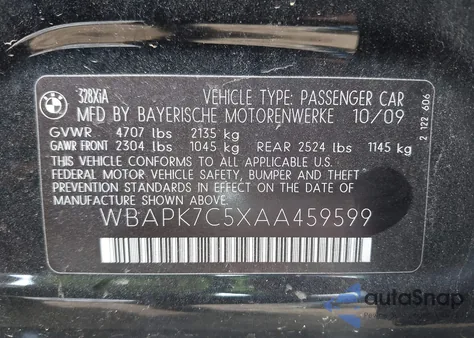 BMW
328XiA
VEHICLE TYPE: PASSENGER CAR
MFD BY BAYERISCHE MOTORENWERKE 10/09
GVWR. 4707 lbs 2135 kg
GAWR FRONT 2304 lbs 1045 kg REAR 2524 lbs 1145 kg
THIS VEHICLE CONFORMS TO ALL APPLICABLE U.S.
FEDERAL MOTOR VEHICLE SAFETY, BUMPER AND THEFT
PREVENTION STANDARDS IN EFFECT ON THE DATE OF
MANUFACTURE SHOWN ABOVE.
WBAPK7C5XAA459599
2 122 606
autoSnap